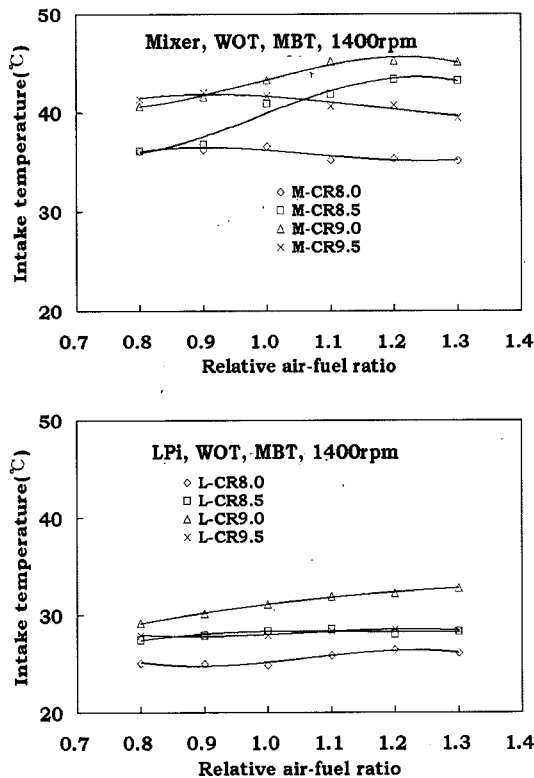 Mixer, WOT, MBT, 1400rpm
50
40
30
20
Intake temperature(℃)
M-CR8.0
M-CR8.5
M-CR9.0
M-CR9.5
0.7 0.8 0.9 1.0 1.1 1.2 1.3 1.4
Relative air-fuel ratio
LPi, WOT, MBT, 1400rpm
50
40
30
20
Intake temperature(℃)
L-CR8.0
L-CR8.5
L-CR9.0
L-CR9.5
0.7 0.8 0.9 1.0 1.1 1.2 1.3 1.4
Relative air-fuel ratio